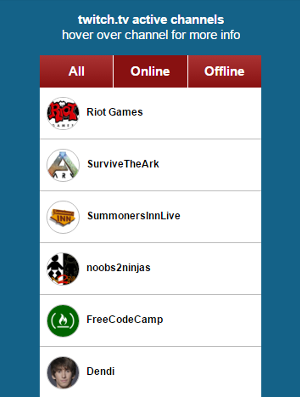 twitch.tv active channels
hover over channel for more info
All Online Offline
Riot Games
SurviveTheArk
SummonersInnLive
INN
noobs2ninjas
FreeCodeCamp
Dendi